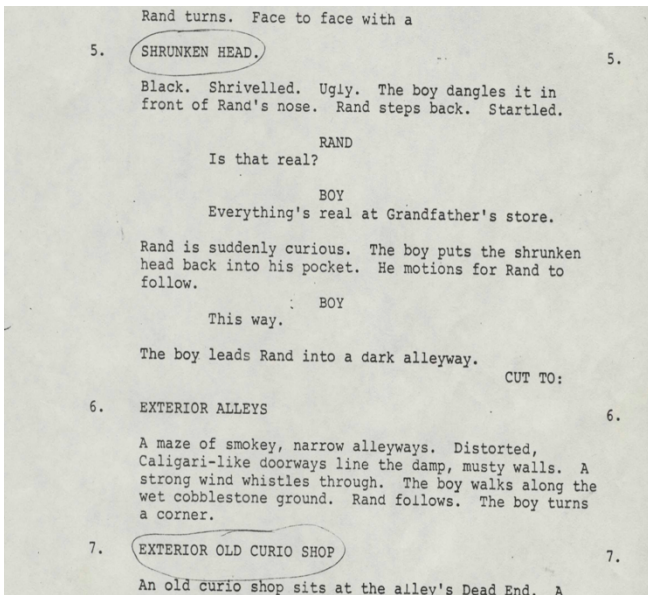 Rand turns. Face to face with a
5. SHRUNKEN HEAD. 5.
Black. Shrivelled. Ugly. The boy dangles it in
front of Rand's nose. Rand steps back. Startled.
RAND
Is that real?
BOY
Everything's real at Grandfather's store.
Rand is suddenly curious. The boy puts the shrunken
head back into his pocket. He motions for Rand to
follow.
BOY
This way.
The boy leads Rand into a dark alleyway.
CUT TO:
6. EXTERIOR ALLEYS 6.
A maze of smokey, narrow alleyways. Distorted,
Caligari-like doorways line the damp, musty walls. A
strong wind whistles through. The boy walks along the
wet cobblestone ground. Rand follows. The boy turns
a corner.
7. EXTERIOR OLD CURIO SHOP 7.
An old curio shop sits at the alley's Dead End. A